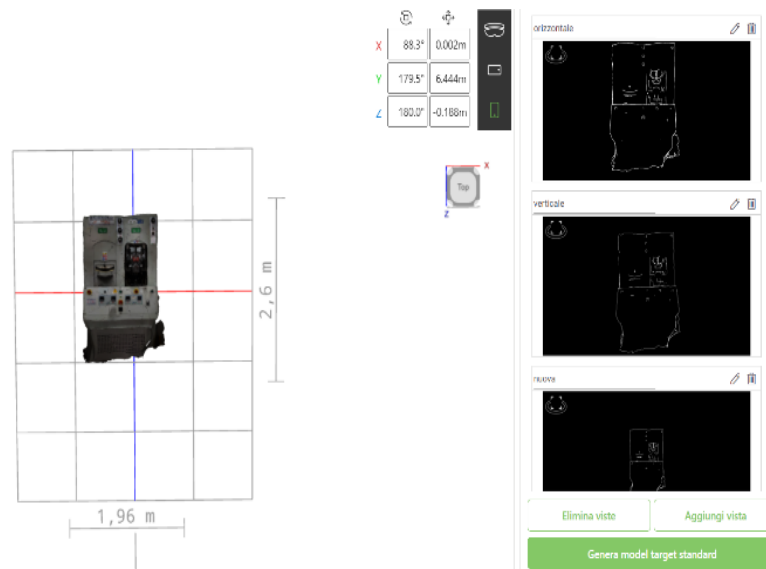 X 88.3° 0.002m
Y 179.5° 6.444m
Z 180.0° -0.188m
Top
X
Z
2,6 m
1,96 m
orizzontale
verticale
nuova
Elimina viste
Aggiungi vista
Genera model target standard